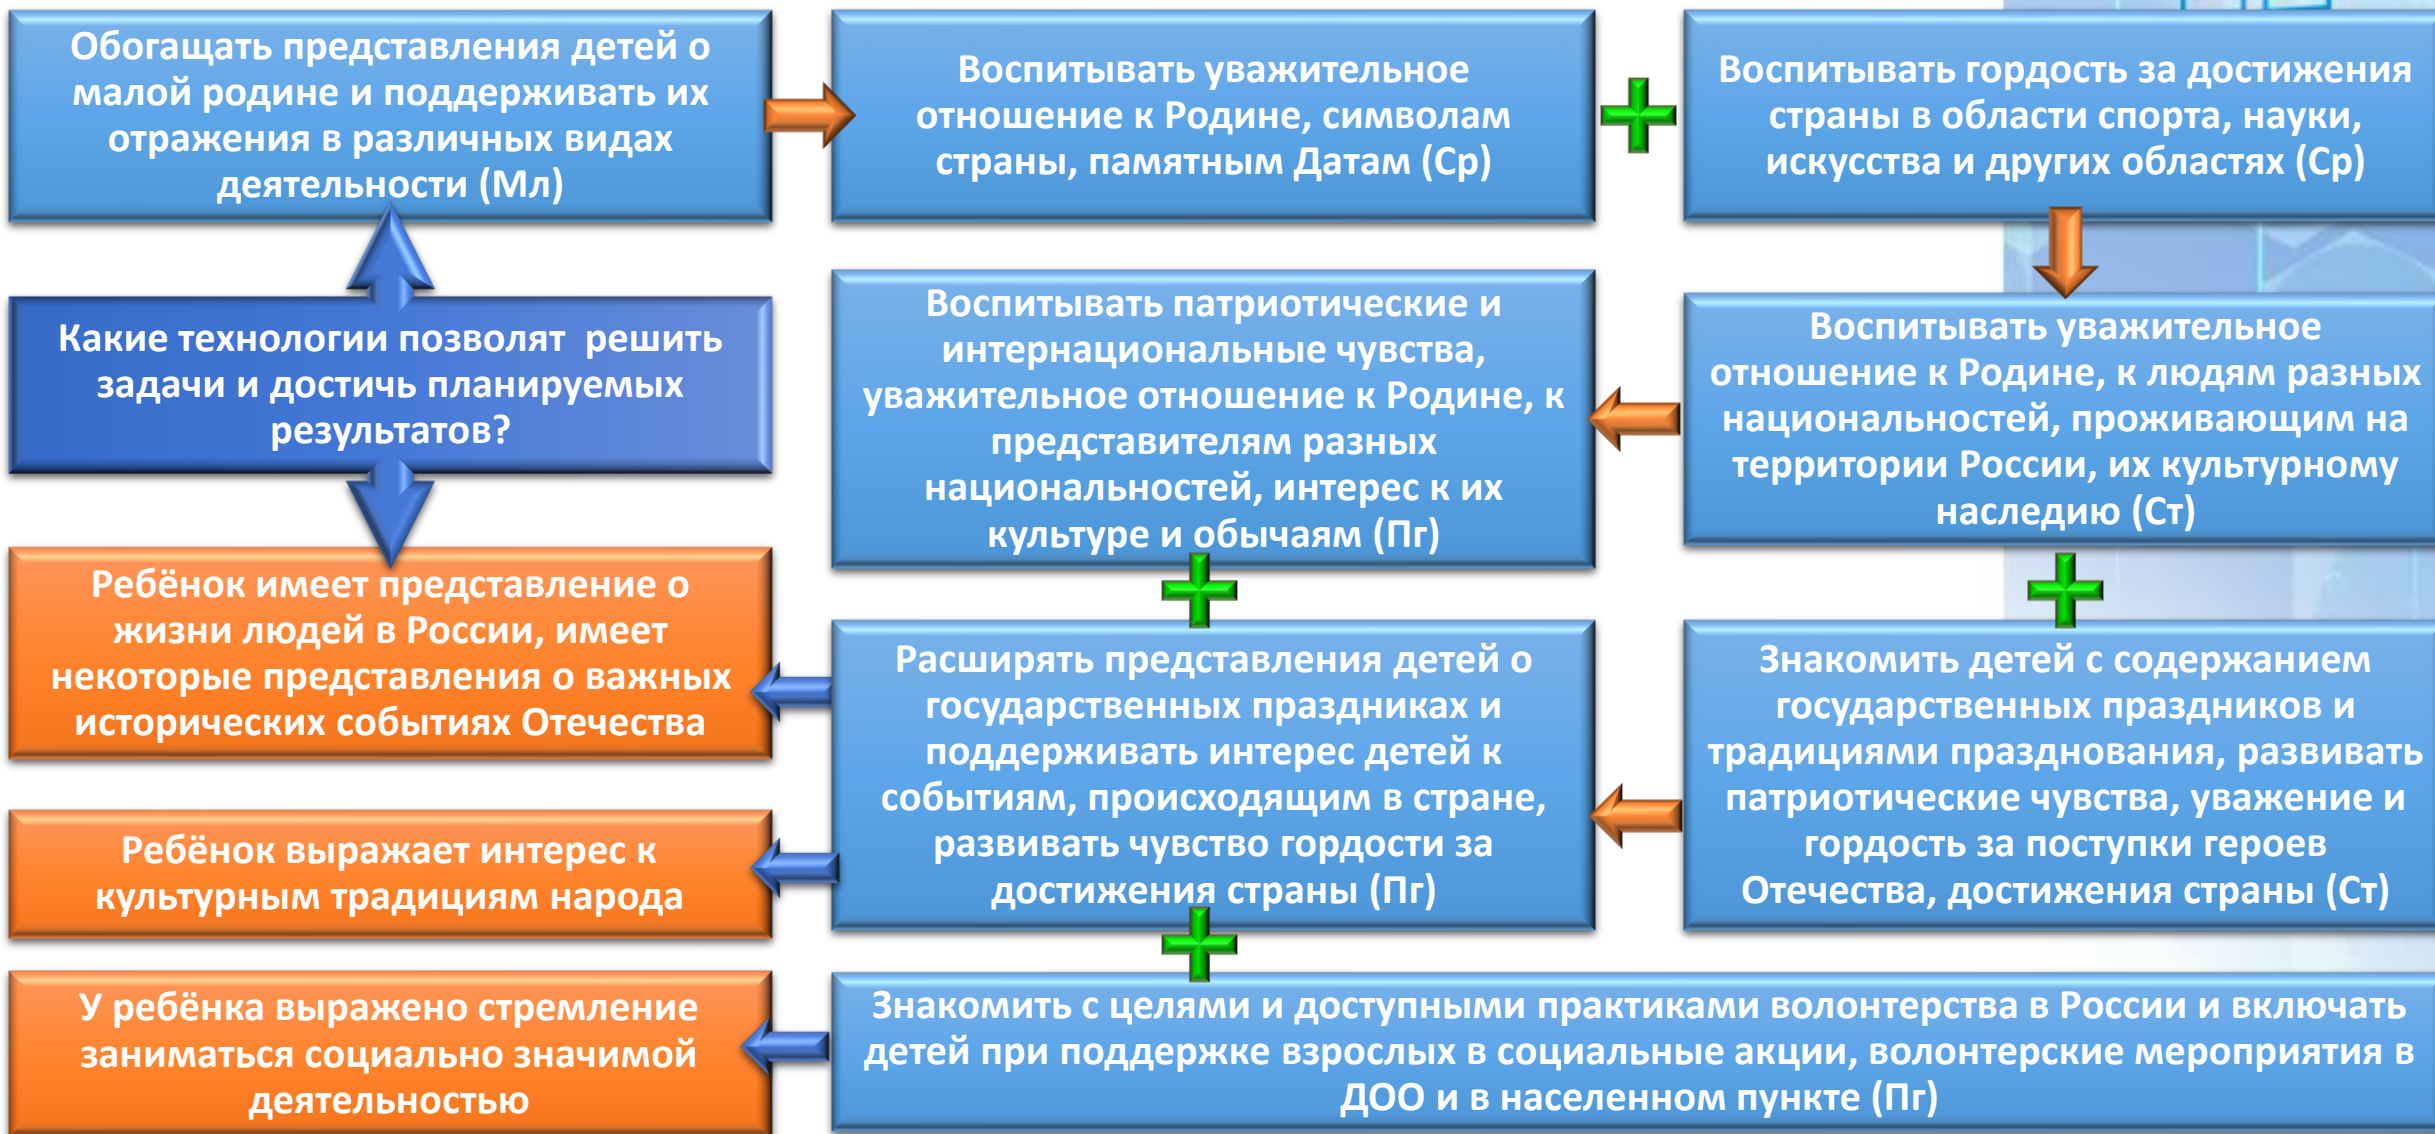 Обогащать представления детей о
малой родине и поддерживать их
отражения в различных видах
деятельности (Мл)
Воспитывать уважительное
отношение к Родине, символам
страны, памятным Датам (Ср)
Воспитывать гордость за достижения
страны в области спорта, науки,
искусства и других областях (Ср)
Какие технологии позволят решить
задачи и достичь планируемых
результатов?
Воспитывать патриотические и
интернациональные чувства,
уважительное отношение к Родине, к
представителям разных
национальностей, интерес к их
культуре и обычаям (Пг)
Воспитывать уважительное
отношение к Родине, к людям разных
национальностей, проживающим на
территории России, их культурному
наследию (Ст)
Ребёнок имеет представление о
жизни людей в России, имеет
некоторые представления о важных
исторических событиях Отечества
Расширять представления детей о
государственных праздниках и
поддерживать интерес детей к
событиям, происходящим в стране,
развивать чувство гордости за
достижения страны (Пг)
Знакомить детей с содержанием
государственных праздников и
традициями празднования, развивать
патриотические чувства, уважение и
гордость за поступки героев
Отечества, достижения страны (Ст)
Ребёнок выражает интерес к
культурным традициям народа
У ребёнка выражено стремление
заниматься социально значимой
деятельностью
Знакомить с целями и доступными практиками волонтерства в России и включать
детей при поддержке взрослых в социальные акции, волонтерские мероприятия в
ДОО и в населенном пункте (Пг)